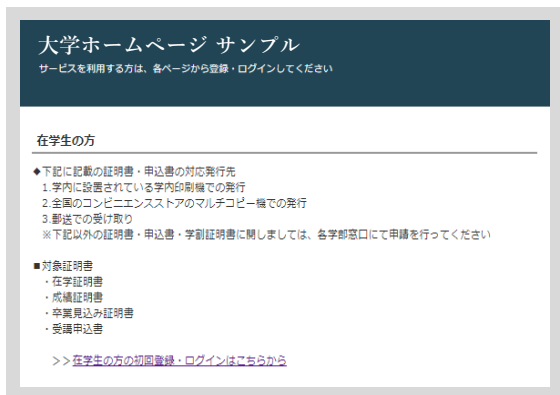 大学ホームページ サンプル
サービスを利用する方は、各ページから登録・ログインしてください
在学生の方
◆下記に記載の証明書・申込書の対応発行先
1.学内に設置されている学内印刷機での発行
2.全国のコンビニエンスストアのマルチコピー機での発行
3.郵送での受け取り
※下記以外の証明書・申込書・学割証明書に関しましては、各学部窓口にて申請を行ってください
■対象証明書
・在学証明書
・成績証明書
・卒業見込み証明書
・受講申込書
>>在学生の方の初回登録・ログインはこちらから